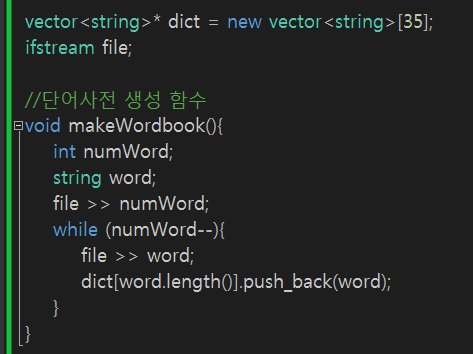 vector<string>* dict = new vector<string>[35];
ifstream file;
//단어사전 생성 함수
void makeWordbook(){
int numWord;
string word;
file >> numWord;
while (numWord--){
file >> word;
dict[word.length()].push_back(word);
}
}